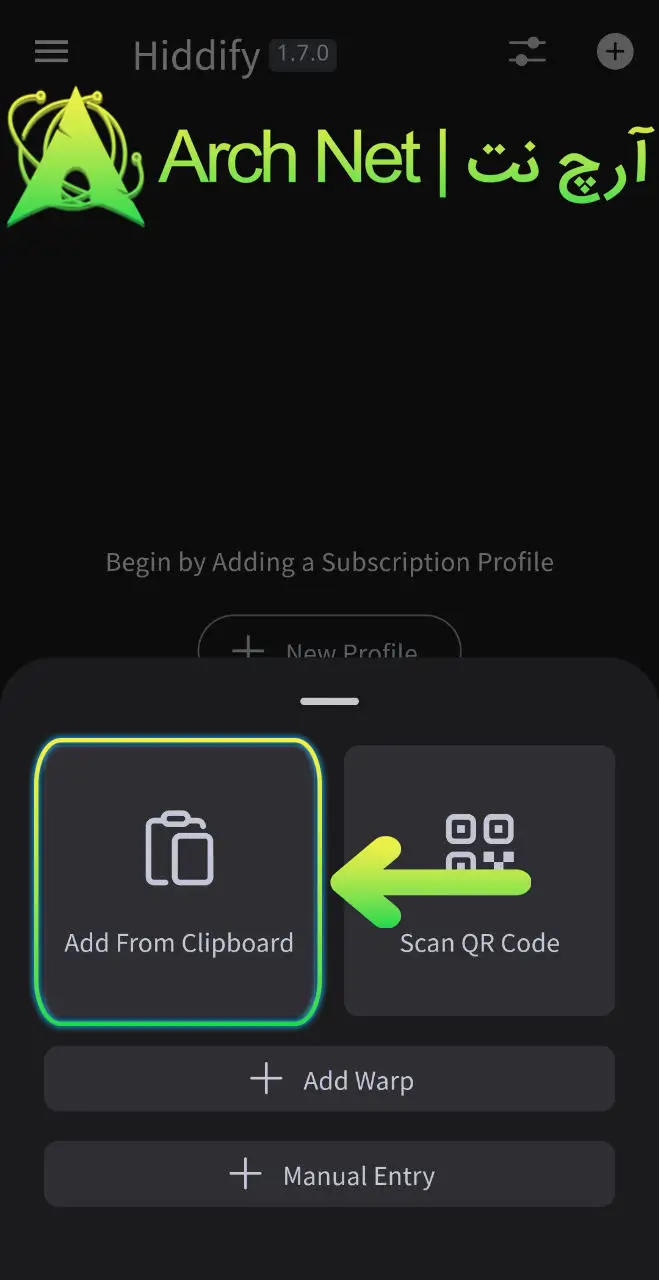 Hiddify 1.7.0
Arch Net | آرچ نت
Begin by Adding a Subscription Profile
New Profile
Add From Clipboard
Scan QR Code
Add Warp
Manual Entry